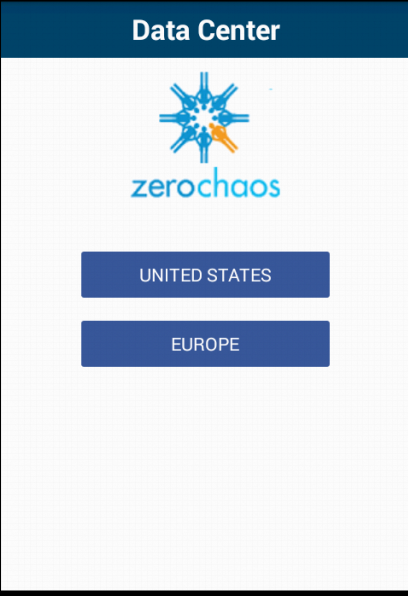 Data Center
zerochaos
UNITED STATES
EUROPE